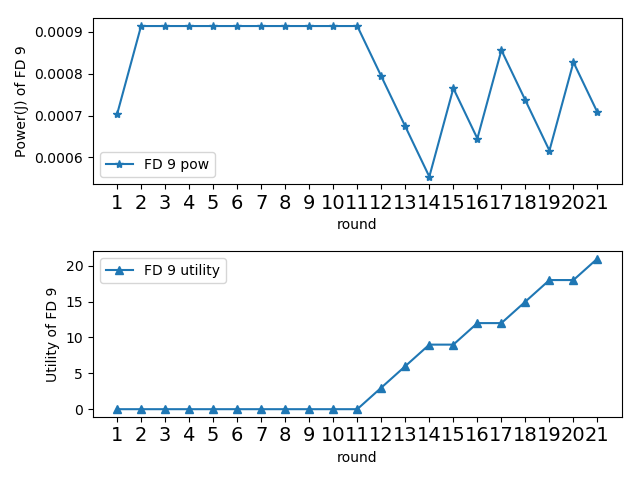 0.0009
0.0008
0.0007
0.0006
Power(J) of FD 9
FD 9 pow
1 2 3 4 5 6 7 8 9 10 11 12 13 14 15 16 17 18 19 20 21
round
20
15
10
5
0
Utility of FD 9
FD 9 utility
1 2 3 4 5 6 7 8 9 10 11 12 13 14 15 16 17 18 19 20 21
round